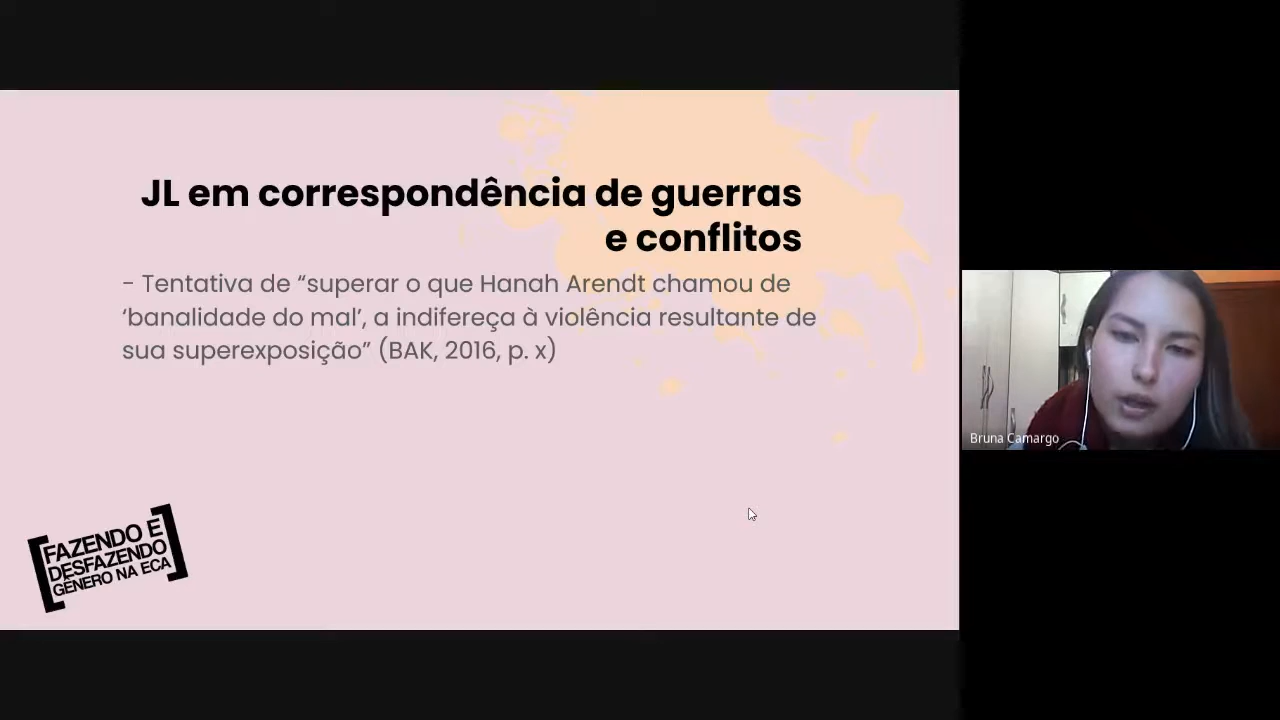 JL em correspondência de guerras
e conflitos
- Tentativa de “superar o que Hanah Arendt chamou de
‘banalidade do mal’, a indifereça à violência resultante de
sua superexposição” (BAK, 2016, p. x)
FAZENDO E
DESFAZENDO
GÊNERO NA ECA
Bruna Camargo